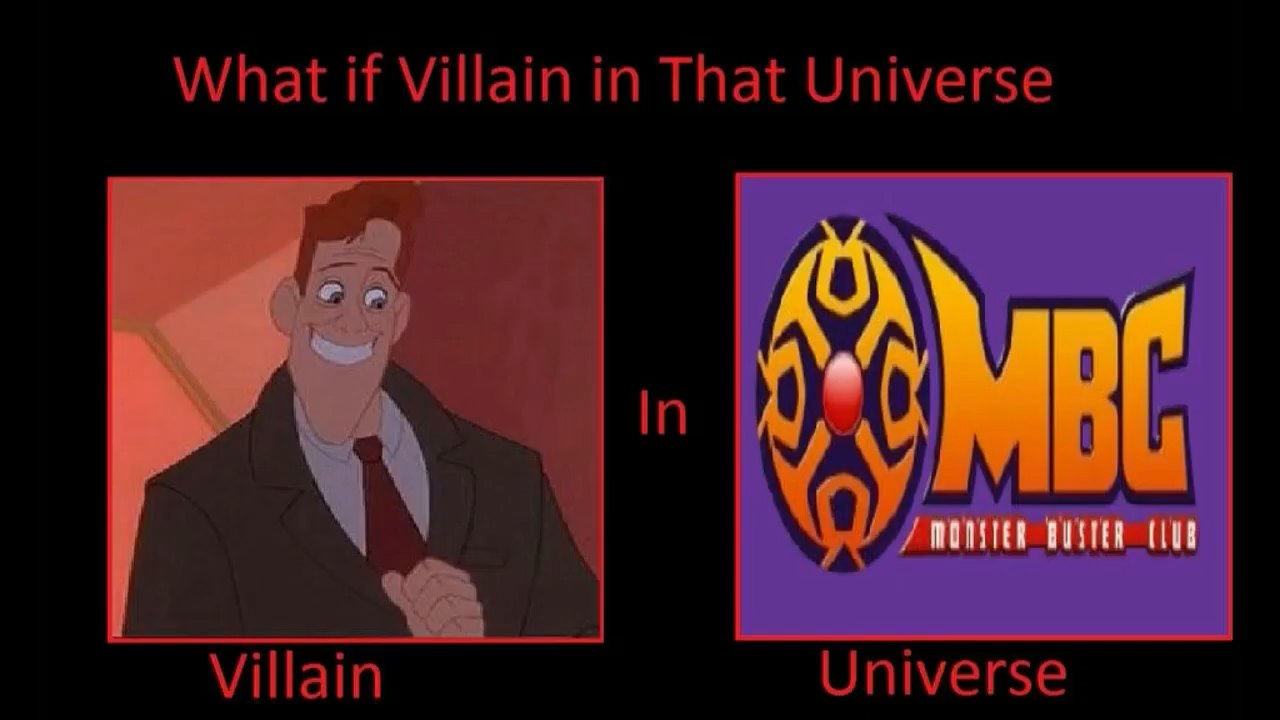 What if Villain in That Universe
In
MBC
MONSTER BUSTER CLUB
Villain
Universe